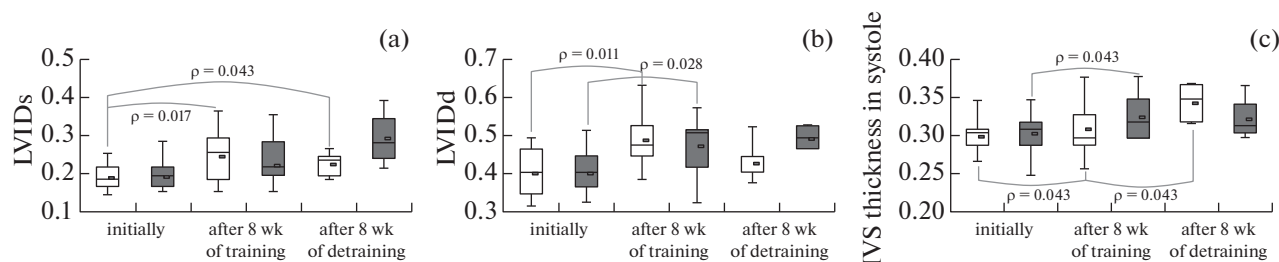 (a)
LVIDs
0.5
0.4
0.3
0.2
0.1
ρ = 0.043
ρ = 0.017
initially
after 8 wk
of training
after 8 wk
of detraining
(b)
LVIDd
0.7
0.6
0.5
0.4
0.3
ρ = 0.011
ρ = 0.028
initially
after 8 wk
of training
after 8 wk
of detraining
(c)
IVS thickness in systole
0.40
0.35
0.30
0.25
0.20
ρ = 0.043
ρ = 0.043
ρ = 0.043
initially
after 8 wk
of training
after 8 wk
of detraining